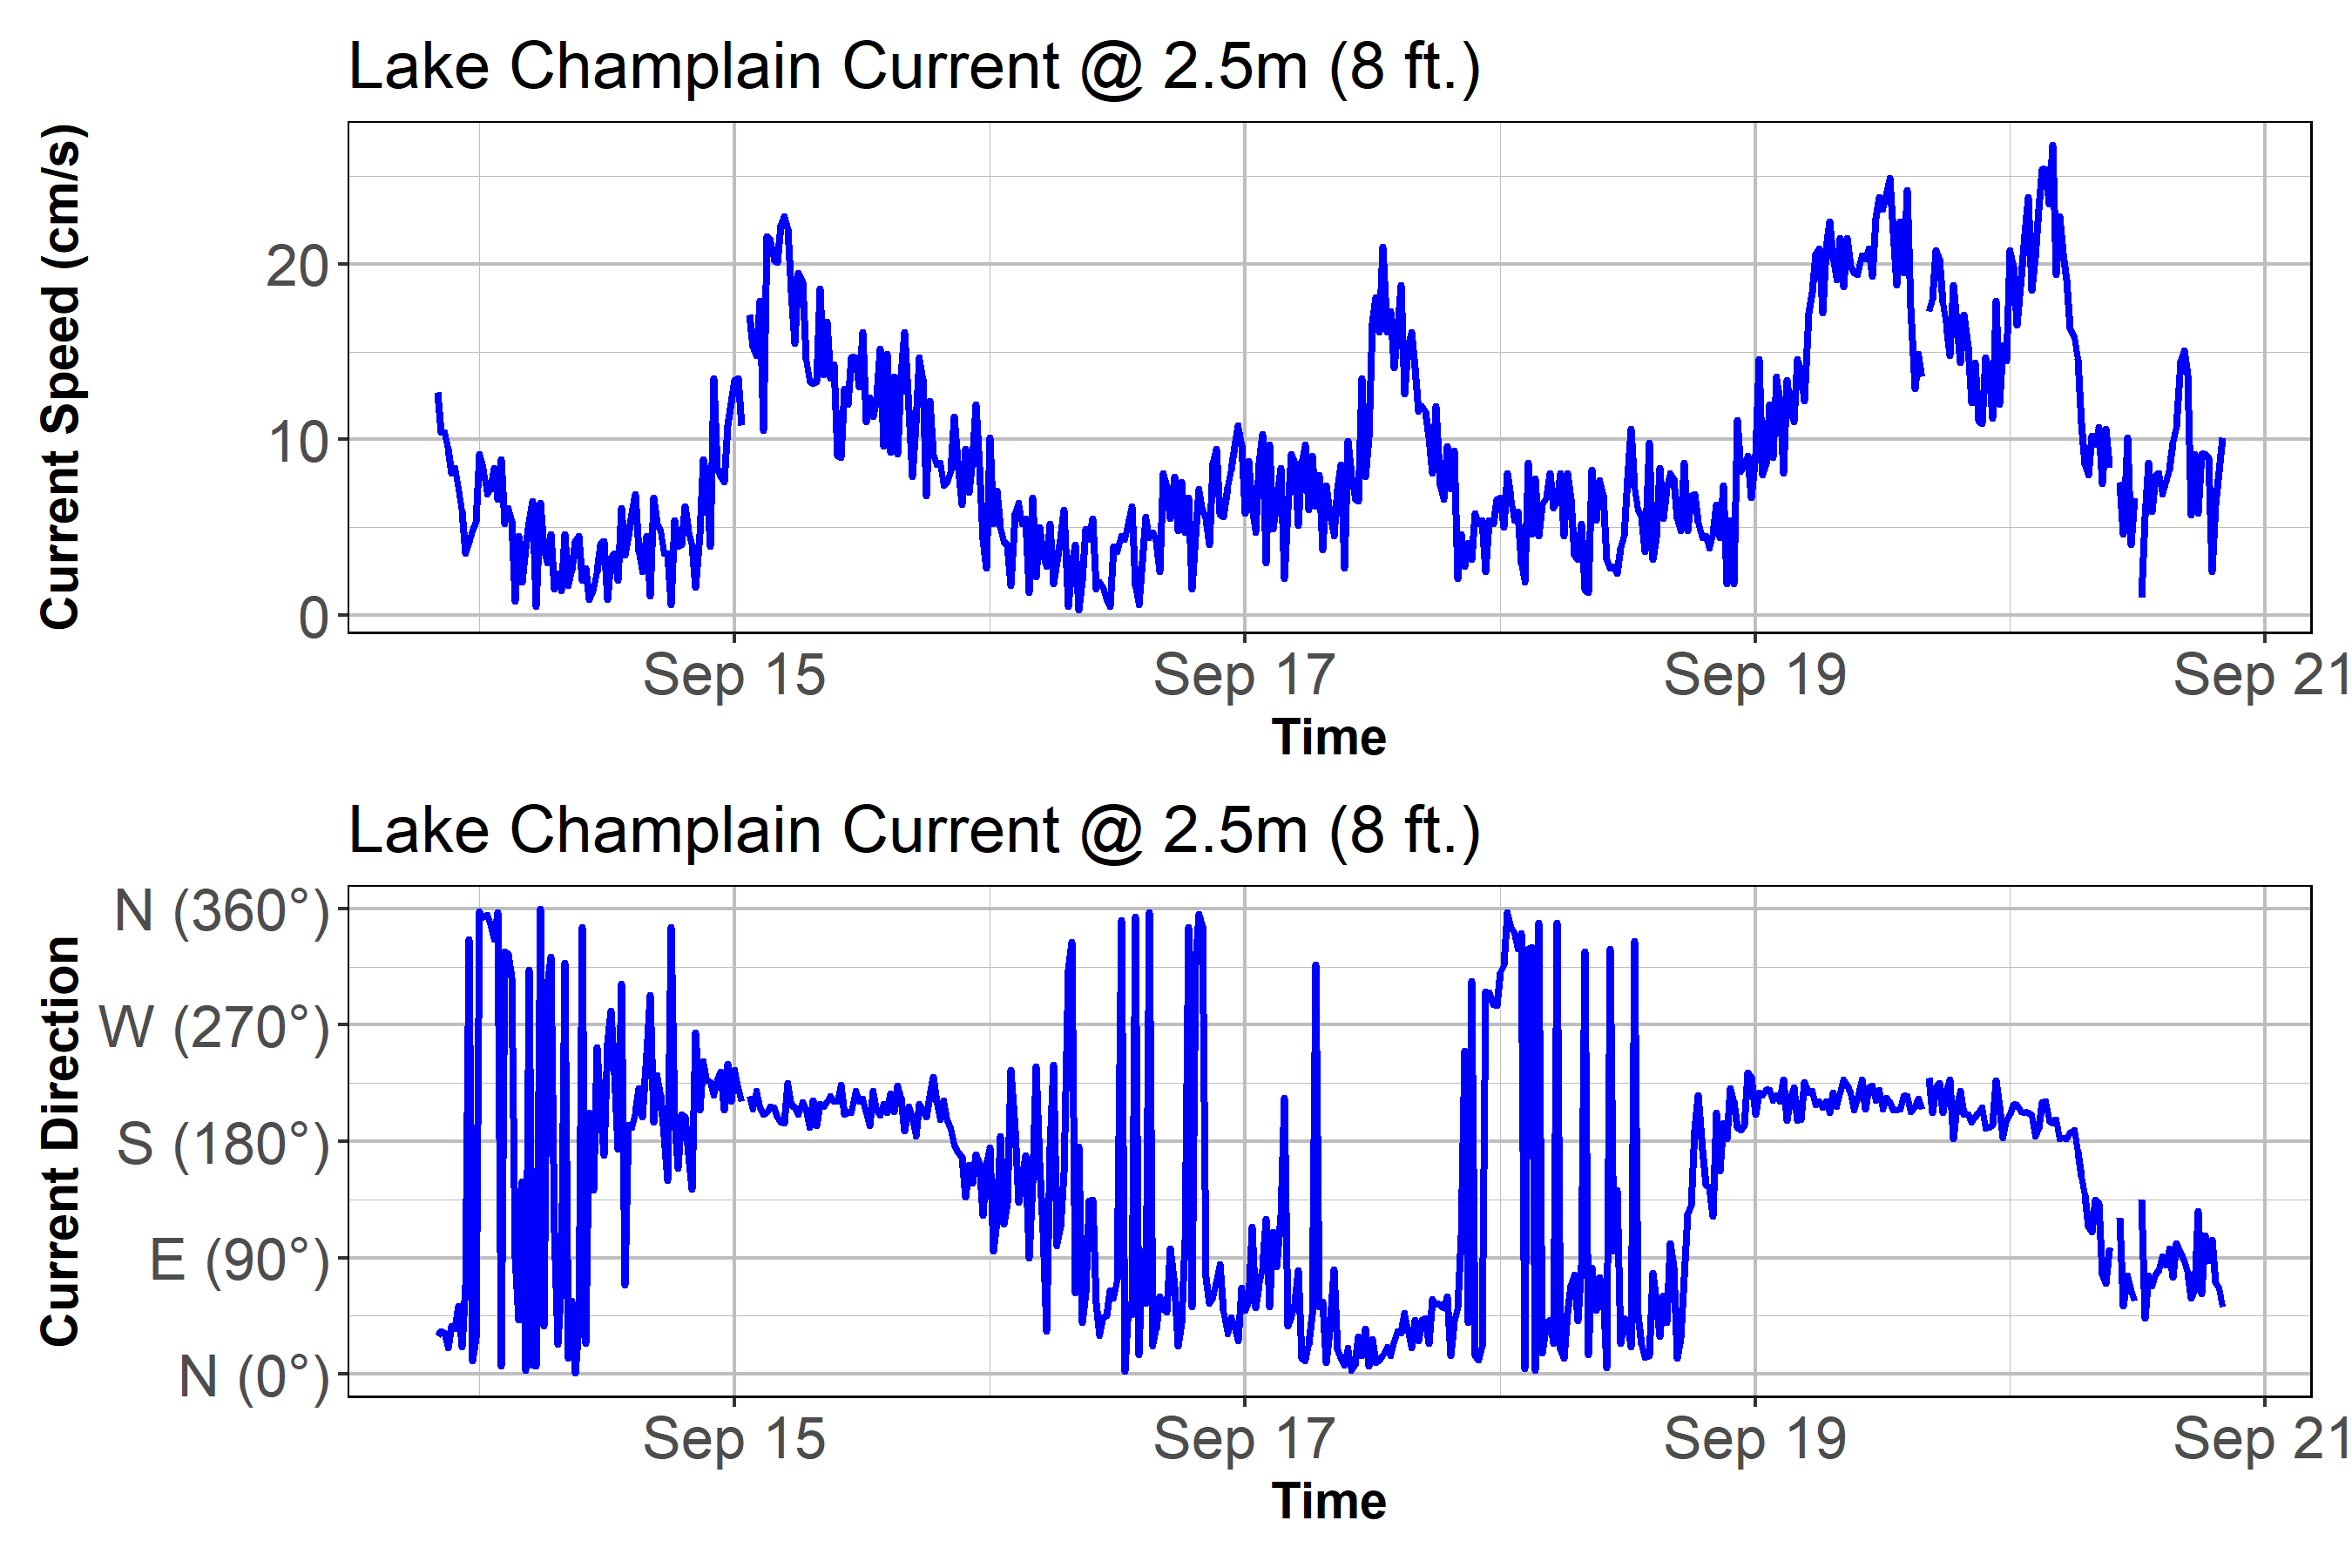 Lake Champlain Current @ 2.5m (8 ft.)
Current Speed (cm/s)
20
10
0
Sep 15 Sep 17 Sep 19 Sep 21
Time
Lake Champlain Current @ 2.5m (8 ft.)
Current Direction
N (360°)
W (270°)
S (180°)
E (90°)
N (0°)
Sep 15 Sep 17 Sep 19 Sep 21
Time